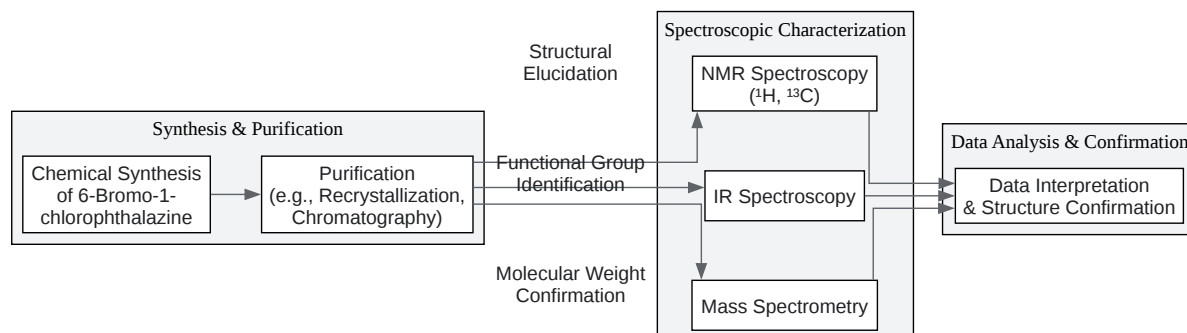 Synthesis & Purification
Chemical Synthesis
of 6-Bromo-1-
chlorophthalazine
Purification
(e.g., Recrystallization,
Chromatography)
Structural
Elucidation
Functional Group
Identification
Molecular Weight
Confirmation
Spectroscopic Characterization
NMR Spectroscopy
(¹H, ¹³C)
IR Spectroscopy
Mass Spectrometry
Data Analysis & Confirmation
Data Interpretation
& Structure Confirmation